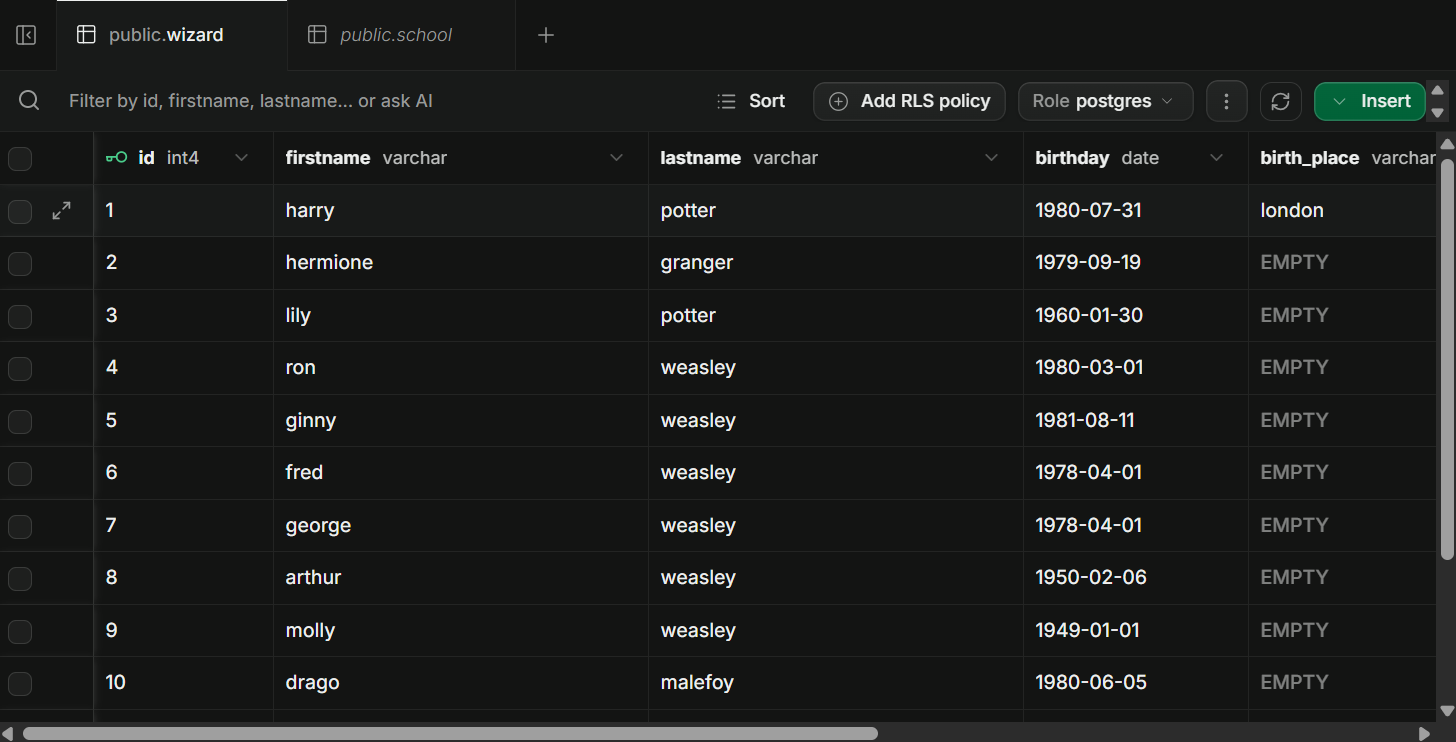 public.wizard public.school
Filter by id, firstname, lastname... or ask AI Sort Add RLS policy Role postgres Insert
id int4 firstname varchar lastname varchar birthday date birth_place varchar
1 harry potter 1980-07-31 london
2 hermione granger 1979-09-19 EMPTY
3 lily potter 1960-01-30 EMPTY
4 ron weasley 1980-03-01 EMPTY
5 ginny weasley 1981-08-11 EMPTY
6 fred weasley 1978-04-01 EMPTY
7 george weasley 1978-04-01 EMPTY
8 arthur weasley 1950-02-06 EMPTY
9 molly weasley 1949-01-01 EMPTY
10 drago malefoy 1980-06-05 EMPTY